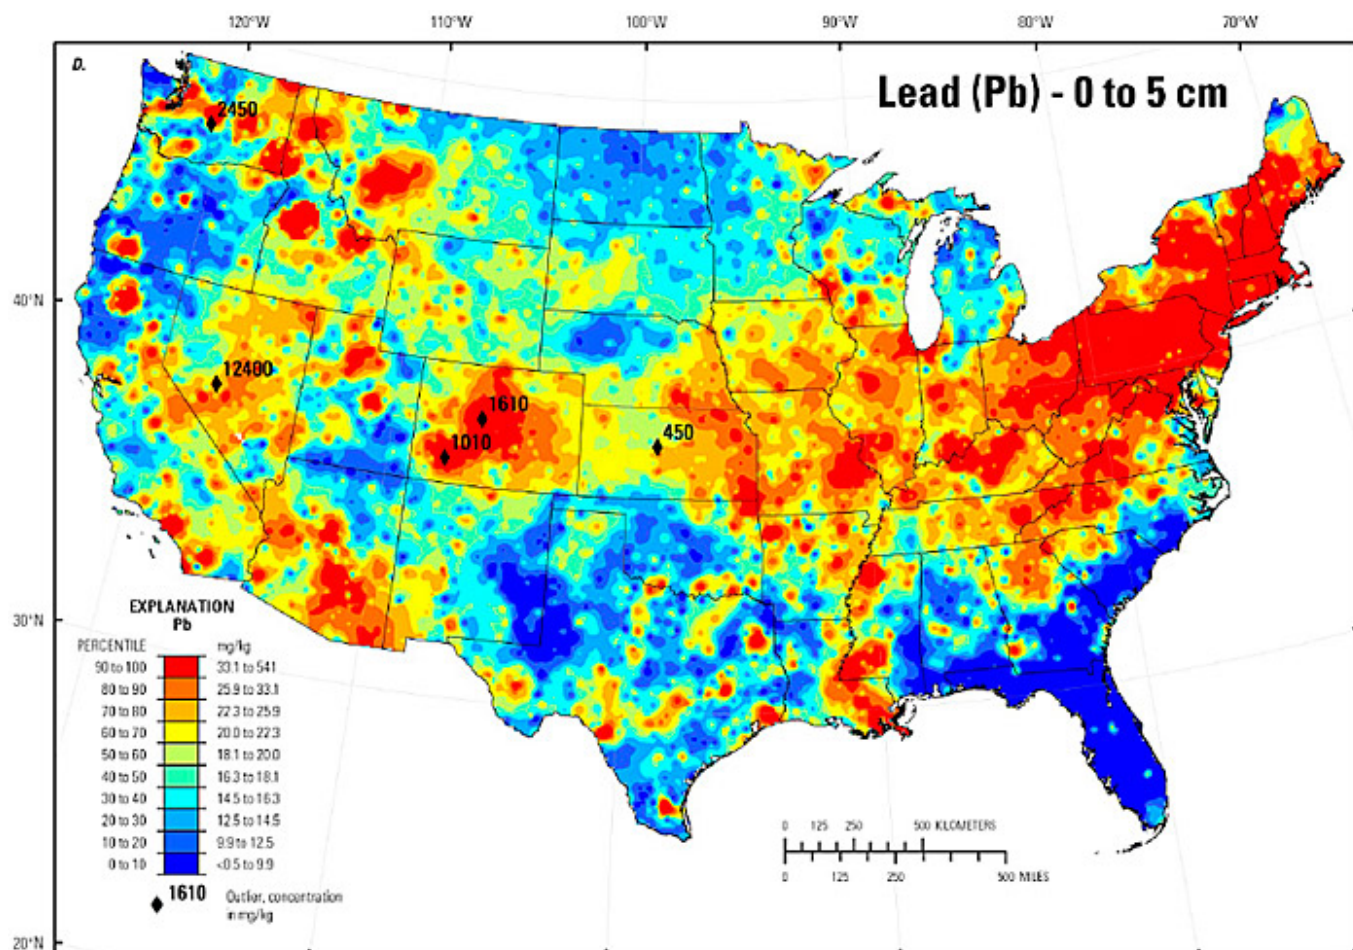 120°W 110°W 100°W 90°W 80°W 70°W
D.
Lead (Pb) - 0 to 5 cm
2450
40°N
12400
1610
1010
450
30°N
EXPLANATION
Pb
PERCENTILE mg/kg
90 to 100 33.1 to 541
80 to 90 25.9 to 33.1
70 to 80 22.3 to 25.9
60 to 70 20.0 to 22.3
50 to 60 18.1 to 20.0
40 to 50 16.3 to 18.1
30 to 40 14.5 to 16.3
20 to 30 12.5 to 14.5
10 to 20 9.9 to 12.5
0 to 10 <0.5 to 9.9
1610 Outlier, concentration
in mg/kg
0 125 250 500 KILOMETERS
0 125 250 500 MILES
20°N